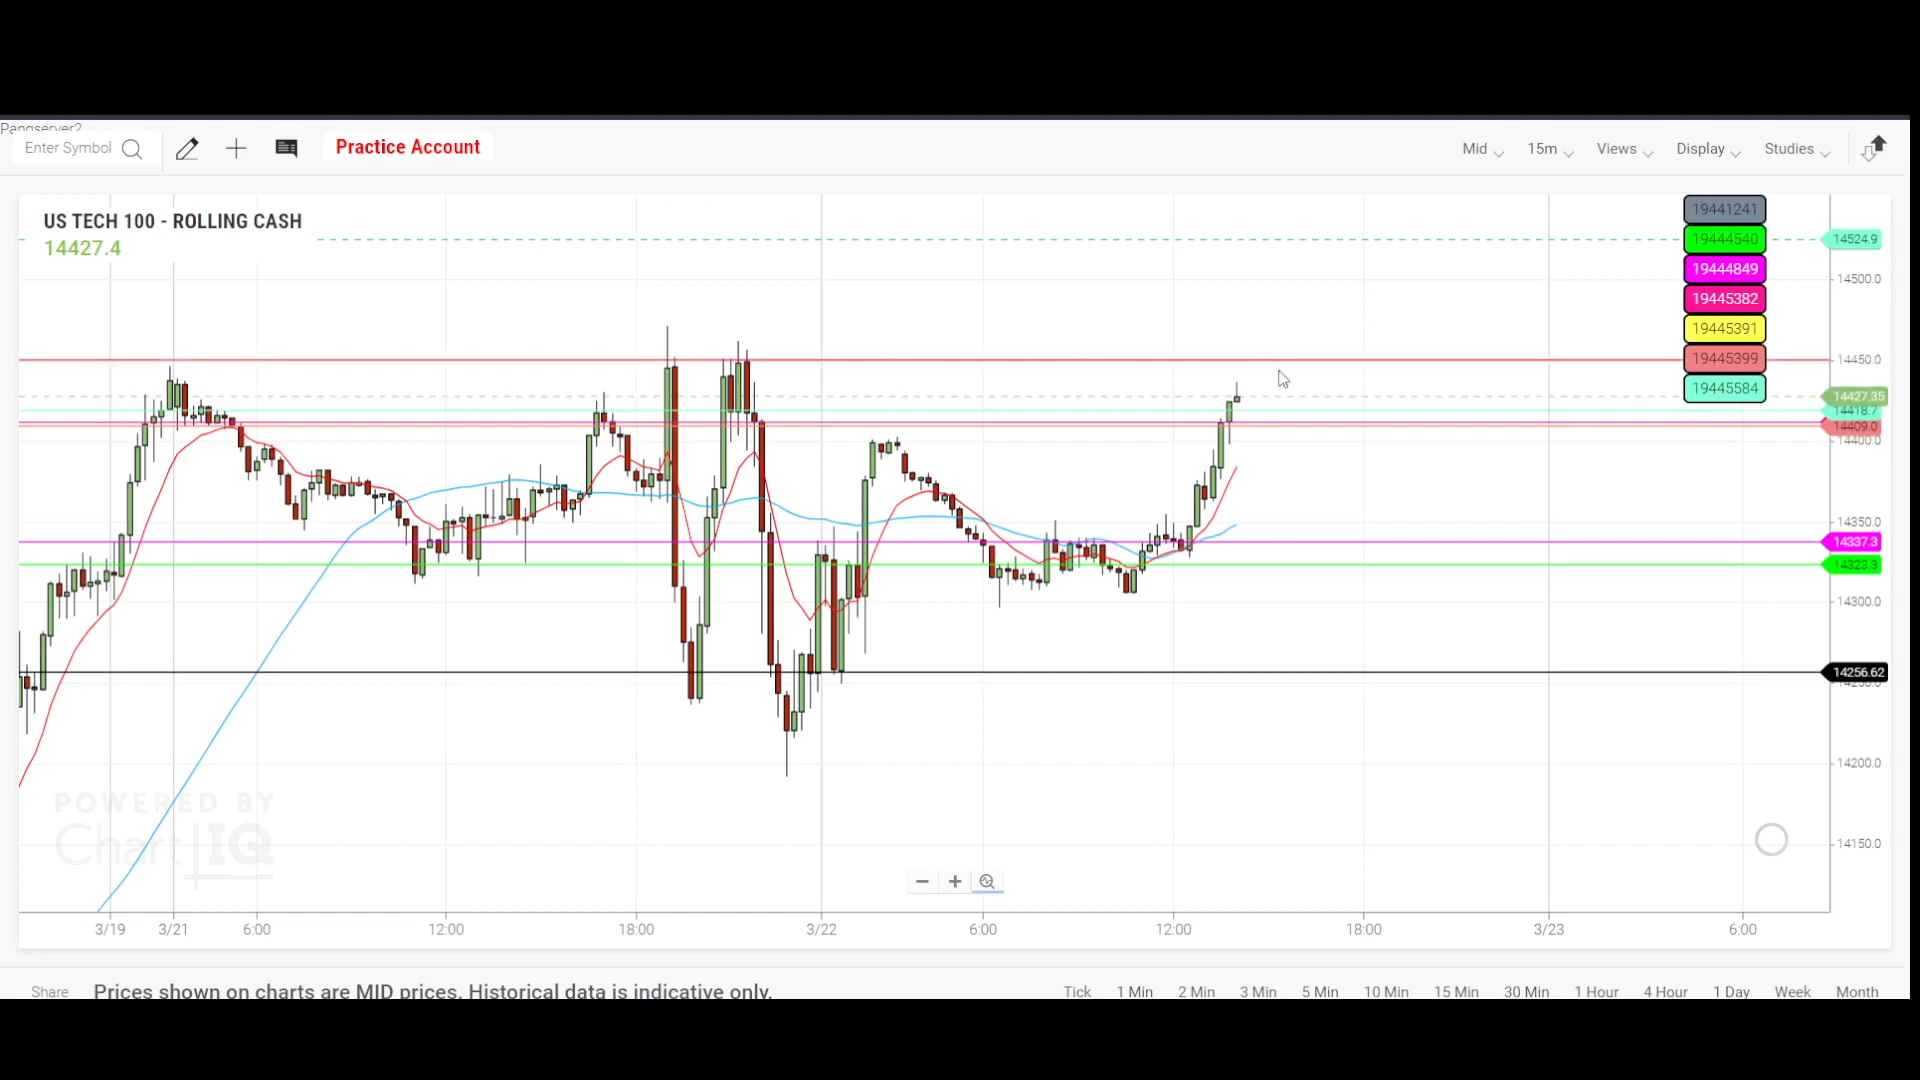 Pangserver2
Enter Symbol
Practice Account
Mid
15m
Views
Display
Studies
US TECH 100 - ROLLING CASH
14427.4
19441241
19444540
19444849
19445382
19445391
19445399
19445584
14524.9
14500.0
14450.0
14427.35
14418.7
14409.0
14400.0
14350.0
14337.3
14323.3
14300.0
14256.62
14250.0
14200.0
14150.0
POWERED BY
Chart IQ
3/19
3/21
6:00
12:00
18:00
3/22
6:00
12:00
18:00
3/23
6:00
Share
Prices shown on charts are MID prices. Historical data is indicative only.
Tick
1 Min
2 Min
3 Min
5 Min
10 Min
15 Min
30 Min
1 Hour
4 Hour
1 Day
Week
Month